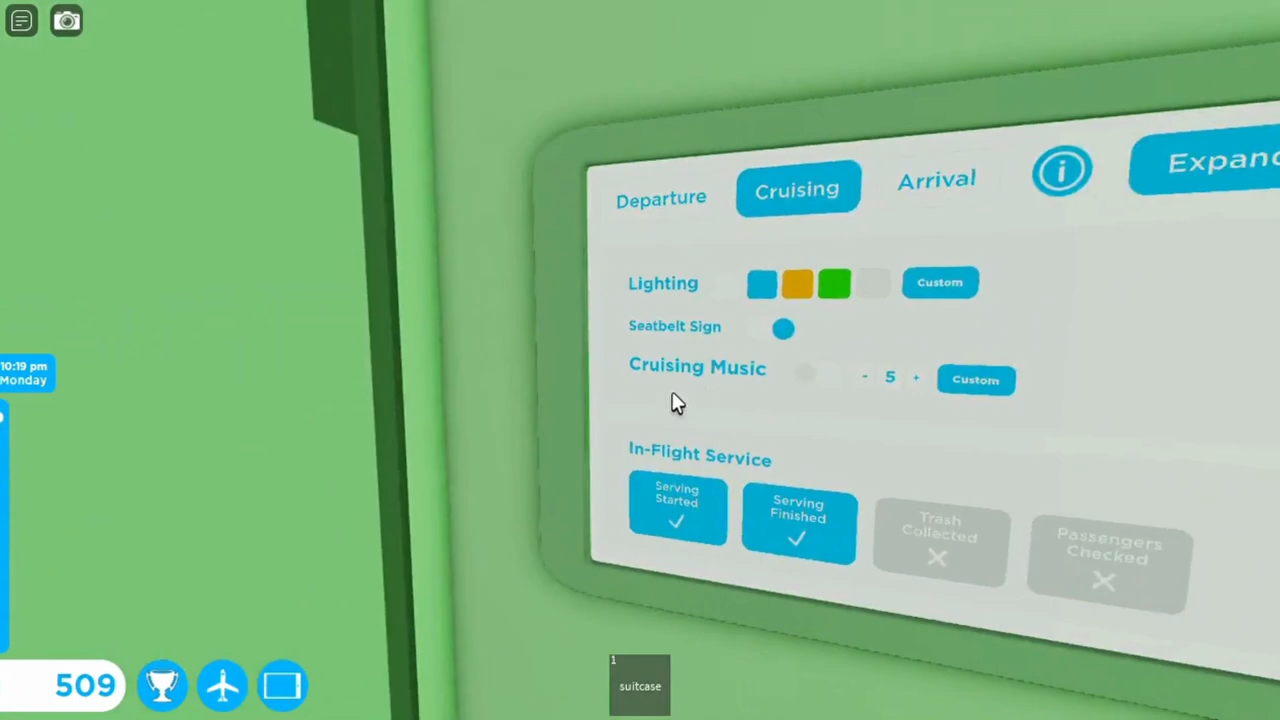 Departure Cruising Arrival i Expand
Lighting Custom
Seatbelt Sign
Cruising Music - 5 + Custom
In-Flight Service
Serving
Started
Serving
Finished
Trash
Collected
Passengers
Checked
10:19 pm
Monday
509
1
suitcase